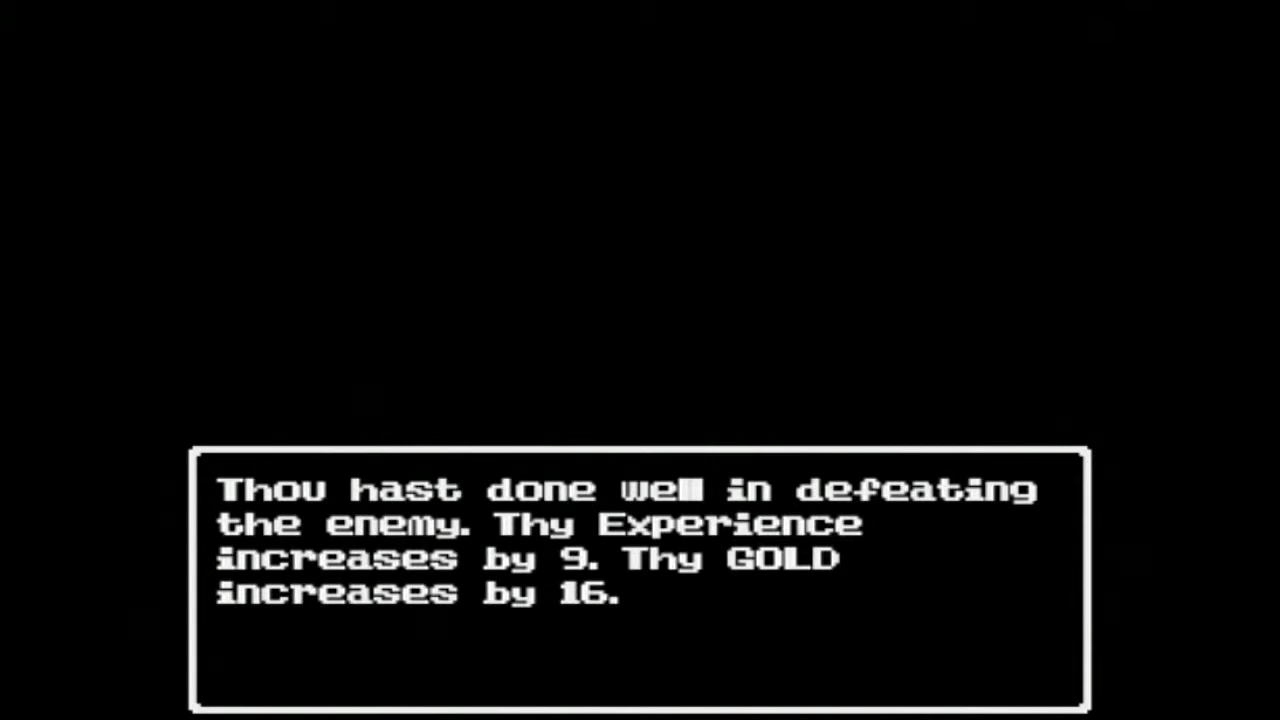 Thou hast done well in defeating
the enemy. Thy Experience
increases by 9. Thy GOLD
increases by 16.